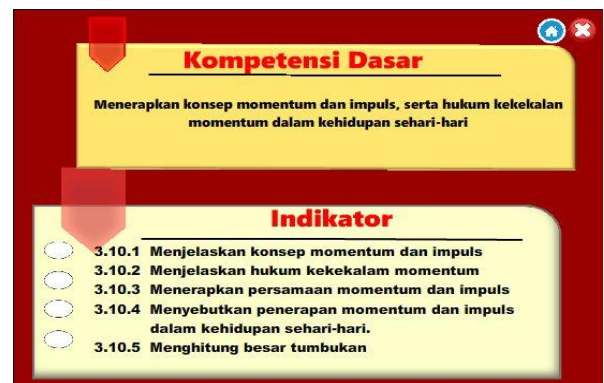 Kompetensi Dasar
Menerapkan konsep momentum dan impuls, serta hukum kekekalan
momentum dalam kehidupan sehari-hari
Indikator
3.10.1 Menjelaskan konsep momentum dan impuls
3.10.2 Menjelaskan hukum kekekalam momentum
3.10.3 Menerapkan persamaan momentum dan impuls
3.10.4 Menyebutkan penerapan momentum dan impuls
dalam kehidupan sehari-hari.
3.10.5 Menghitung besar tumbukan